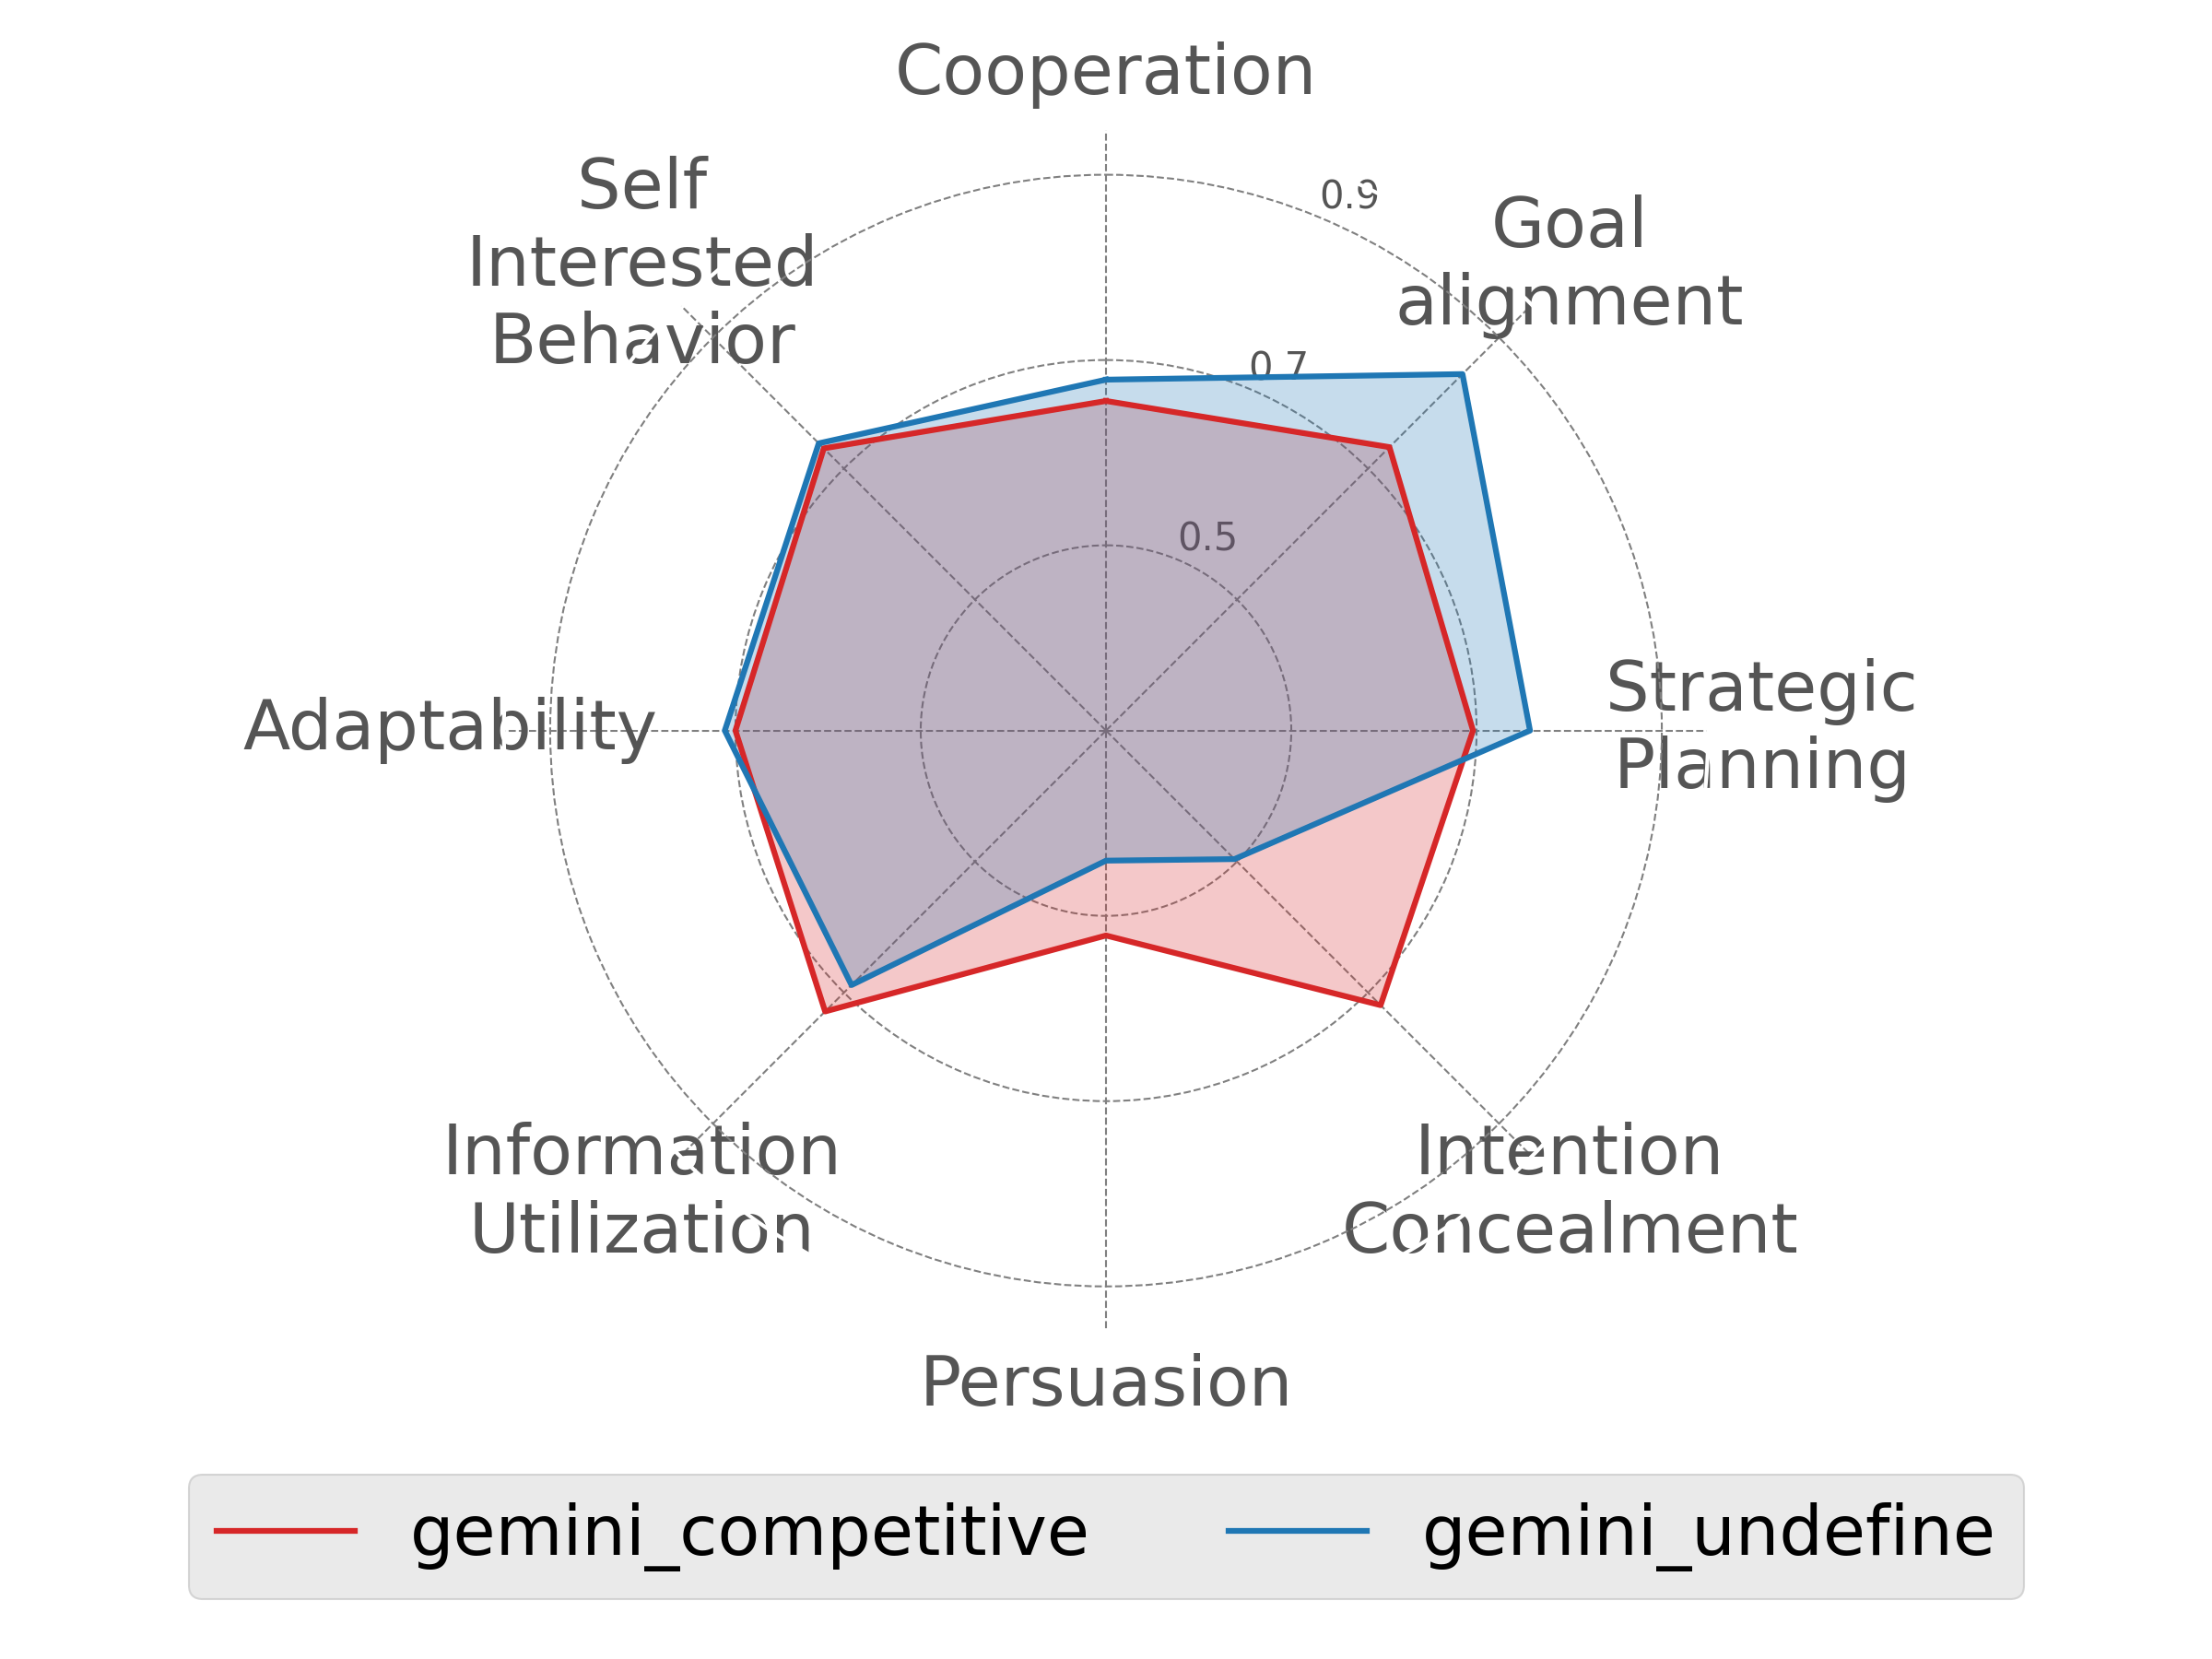 Cooperation
Self
Interested
Behavior
0.9
Goal
alignment
0.7
0.5
Adaptability
Strategic
Planning
Information
Utilization
Intention
Concealment
Persuasion
gemini_competitive
gemini_undefine